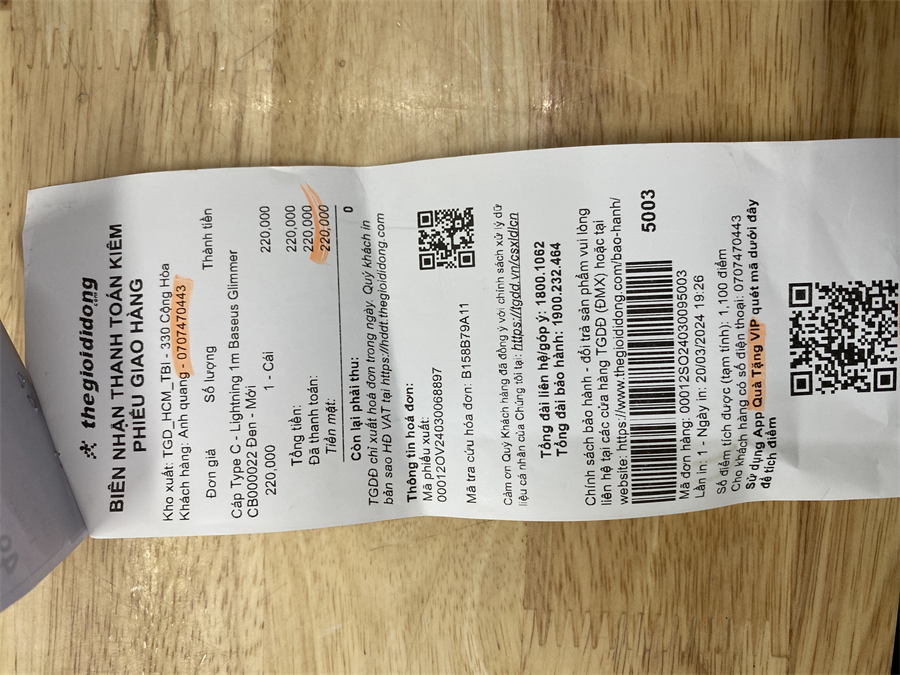 thegioididong
.com
BIÊN NHẬN THANH TOÁN KIÊM
PHIẾU GIAO HÀNG
Kho xuất: TGD_HCM_TBI - 330 Cộng Hòa
Khách hàng: Anh quang - 0707470443
Đơn giá Số lượng Thành tiền
Cáp Type C - Lightning 1m Baseus Glimmer
CB000022 Đen - Mới
220,000 1 - Cái 220,000
Tổng tiền: 220,000
Đã thanh toán: 220,000
Tiền mặt: 220,000
Còn lại phải thu: 0
TGDĐ chỉ xuất hoá đơn trong ngày. Quý khách in
bản sao HĐ VAT tại https://hddt.thegioididong.com
Thông tin hoá đơn:
Mã phiếu xuất:
00012OV24030068897
Mã tra cứu hóa đơn: B158B79A11
Cảm ơn Quý Khách hàng đã đồng ý với chính sách xử lý dữ
liệu cá nhân của Chúng tôi tại: https://tgdd.vn/csxldlcn
Tổng đài liên hệ/góp ý: 1800.1062
Tổng đài bảo hành: 1900.232.464
Chính sách bảo hành - đổi trả sản phẩm vui lòng
liên hệ tại các cửa hàng TGDĐ (ĐMX) hoặc tại
website: https://www.thegioididong.com/bao-hanh/
5003
Mã đơn hàng: 00012SO24030095003
Lần in: 1 - Ngày in: 20/03/2024 19:26
Số điểm tích được (tạm tính): 1,100 điểm
Cho khách hàng có số điện thoại: 0707470443
Sử dụng App Quà Tặng VIP quét mã dưới đây
để tích điểm